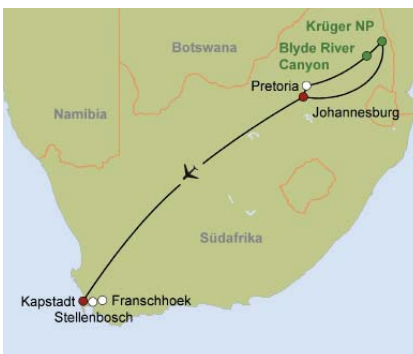 Krüger NP
Botswana
Blyde River
Canyon
Pretoria
Namibia
Johannesburg
Südafrika
Kapstadt
Franschhoek
Stellenbosch